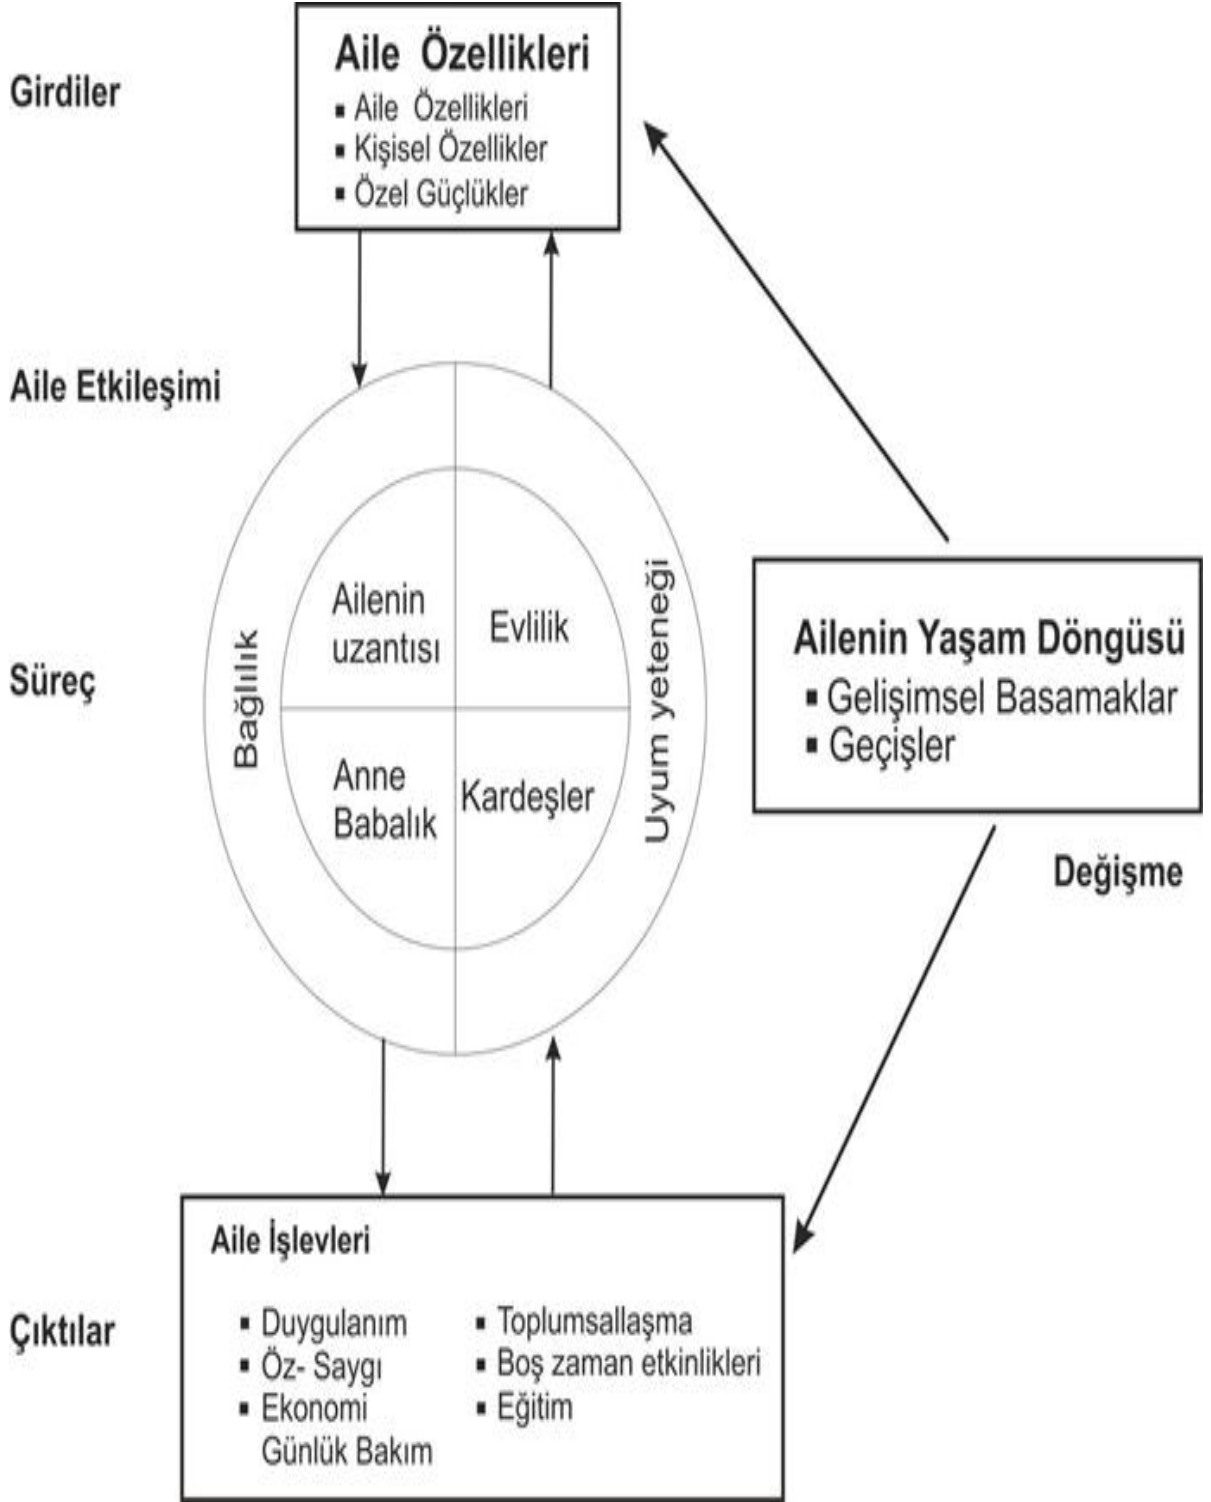 Girdiler
Aile Özellikleri
▪ Aile Özellikleri
▪ Kişisel Özellikler
▪ Özel Güçlükler
Aile Etkileşimi
Süreç
Bağlılık
Ailenin
uzantısı
Evlilik
Anne
Babalık
Kardeşler
Uyum yeteneği
Ailenin Yaşam Döngüsü
▪ Gelişimsel Basamaklar
▪ Geçişler
Değişme
Çıktılar
Aile İşlevleri
▪ Duygulanım
▪ Öz- Saygı
▪ Ekonomi
Günlük Bakım
▪ Toplumsallaşma
▪ Boş zaman etkinlikleri
▪ Eğitim